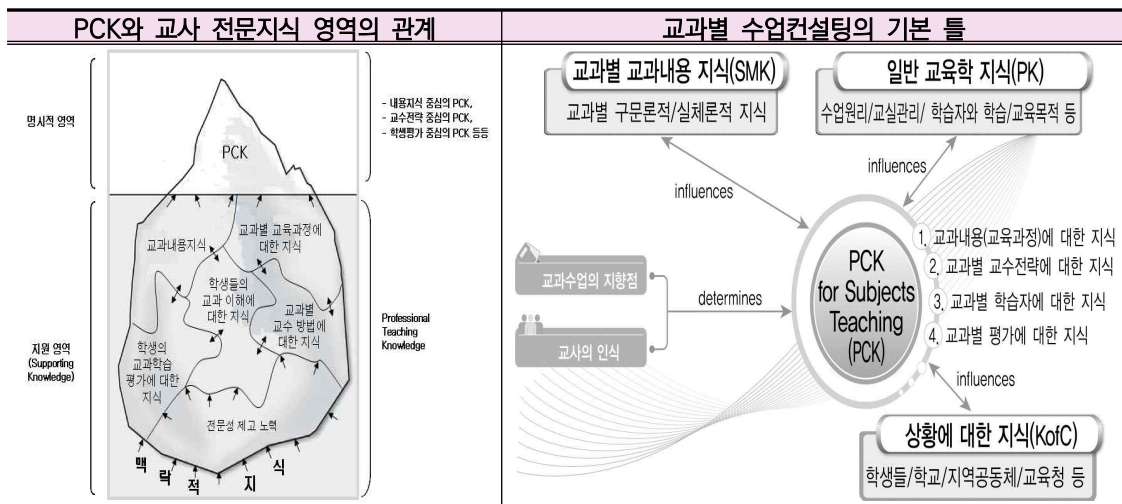 PCK와 교사 전문지식 영역의 관계
명시적 영역
PCK
- 내용지식 중심의 PCK,
- 교수전략 중심의 PCK,
- 학생평가 중심의 PCK 등등
교과내용지식
교과별 교육과정에
대한 지식
학생들의
교과 이해에
대한 지식
교과별
교수 방법에
대한 지식
학생의
교과학습
평가에 대한
지식
전문성 제고 노력
지원 영역
(Supporting
Knowledge)
Professional
Teaching
Knowledge
맥 락 적 지 식
교과별 수업컨설팅의 기본 틀
교과별 교과내용 지식(SMK)
교과별 구문론적/실체론적 지식
일반 교육학 지식(PK)
수업원리/교실관리/ 학습자와 학습/교육목적 등
influences
influences
교과수업의 지향점
교사의 인식
determines
PCK
for Subjects
Teaching
(PCK)
1. 교과내용(교육과정)에 대한 지식
2. 교과별 교수전략에 대한 지식
3. 교과별 학습자에 대한 지식
4. 교과별 평가에 대한 지식
influences
상황에 대한 지식(KofC)
학생들/학교/지역공동체/교육청 등